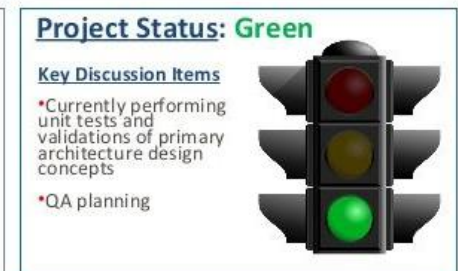 Project Status: Green
Key Discussion Items
•Currently performing
unit tests and
validations of primary
architecture design
concepts
•QA planning